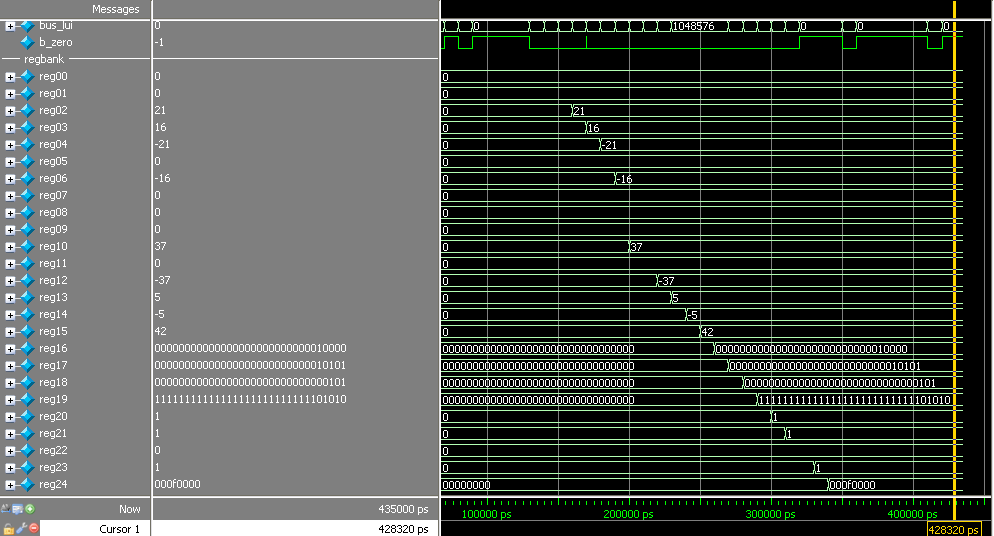 Messages
bus_lui 0 0 1048576 0 0 0
b_zero -1
regbank
reg00 0 0
reg01 0 0
reg02 21 0 21
reg03 16 0 16
reg04 -21 0 -21
reg05 0 0
reg06 -16 0 -16
reg07 0 0
reg08 0 0
reg09 0 0
reg10 37 0 37
reg11 0 0
reg12 -37 0 -37
reg13 5 0 5
reg14 -5 0 -5
reg15 42 0 42
reg16 00000000000000000000000000010000 00000000000000000000000000000000 00000000000000000000000000010000
reg17 00000000000000000000000000010101 00000000000000000000000000000000 00000000000000000000000000010101
reg18 00000000000000000000000000000101 00000000000000000000000000000000 00000000000000000000000000000101
reg19 11111111111111111111111111101010 00000000000000000000000000000000 11111111111111111111111111101010
reg20 1 0 1
reg21 1 0 1
reg22 0 0
reg23 1 0 1
reg24 000f0000 00000000 000f0000
Now 435000 ps 100000 ps 200000 ps 300000 ps 400000 ps
Cursor 1 428320 ps 428320 ps